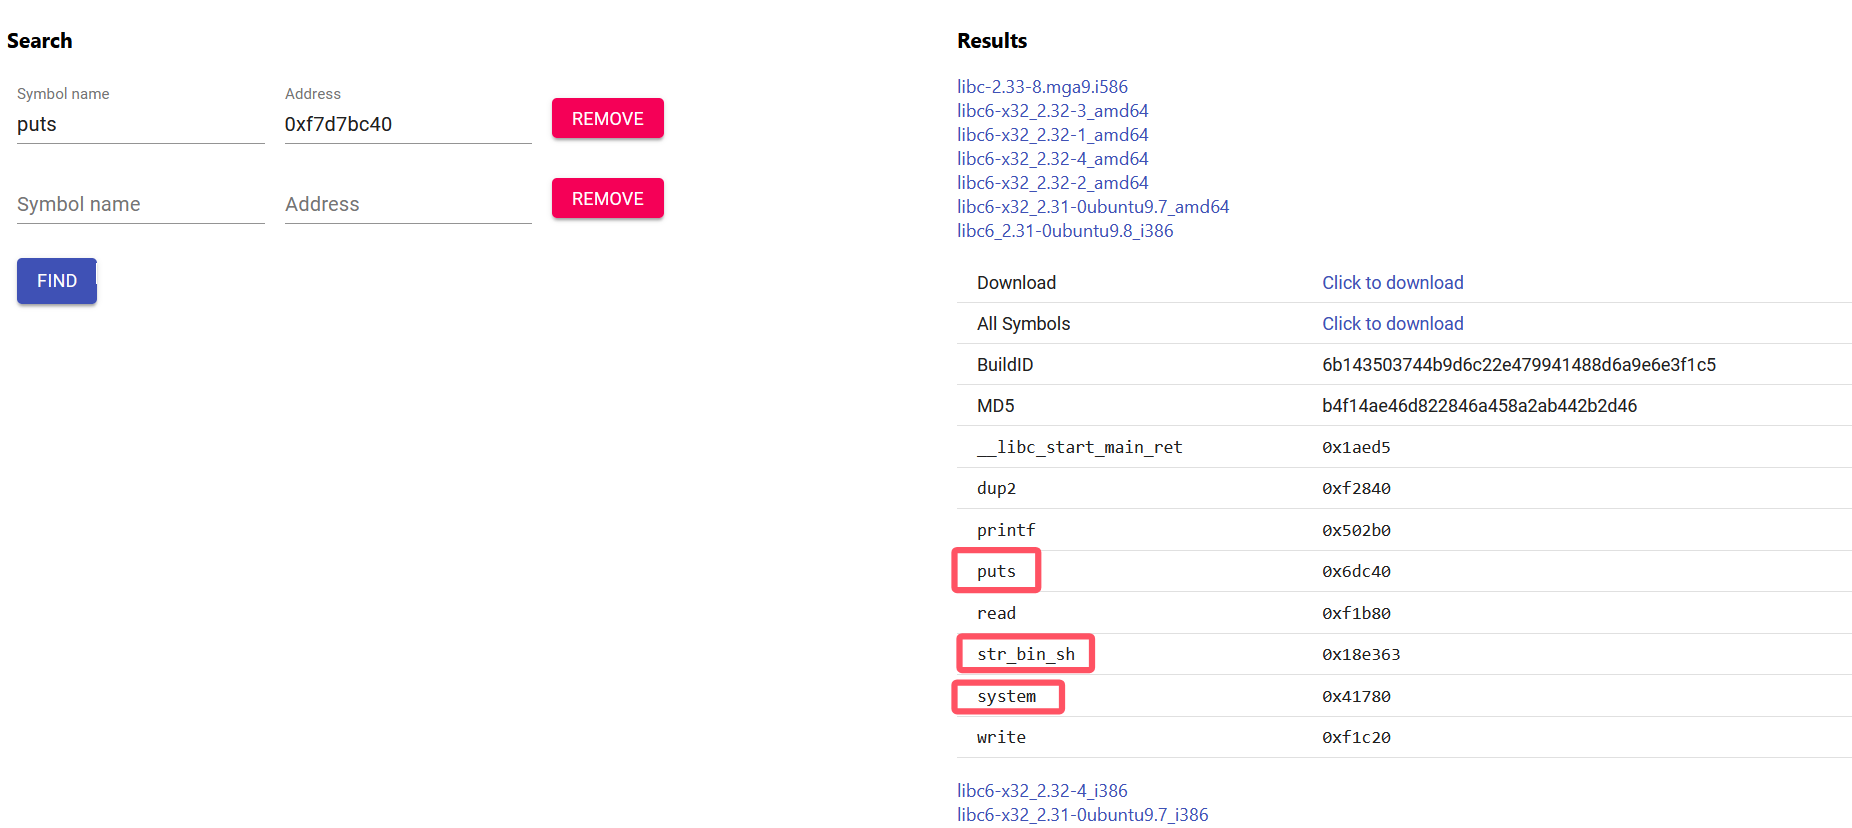 Search
Symbol name
Address
puts
0xf7d7bc40
REMOVE
Symbol name
Address
REMOVE
FIND
Results
libc-2.33-8.mga9.i586
libc6-x32_2.32-3_amd64
libc6-x32_2.32-1_amd64
libc6-x32_2.32-4_amd64
libc6-x32_2.32-2_amd64
libc6-x32_2.31-0ubuntu9.7_amd64
libc6_2.31-0ubuntu9.8_i386
Download Click to download
All Symbols Click to download
BuildID 6b143503744b9d6c22e479941488d6a9e6e3f1c5
MD5 b4f14ae46d822846a458a2ab442b2d46
__libc_start_main_ret 0x1aed5
dup2 0xf2840
printf 0x502b0
puts 0x6dc40
read 0xf1b80
str_bin_sh 0x18e363
system 0x41780
write 0xf1c20
libc6-x32_2.32-4_i386
libc6-x32_2.31-0ubuntu9.7_i386